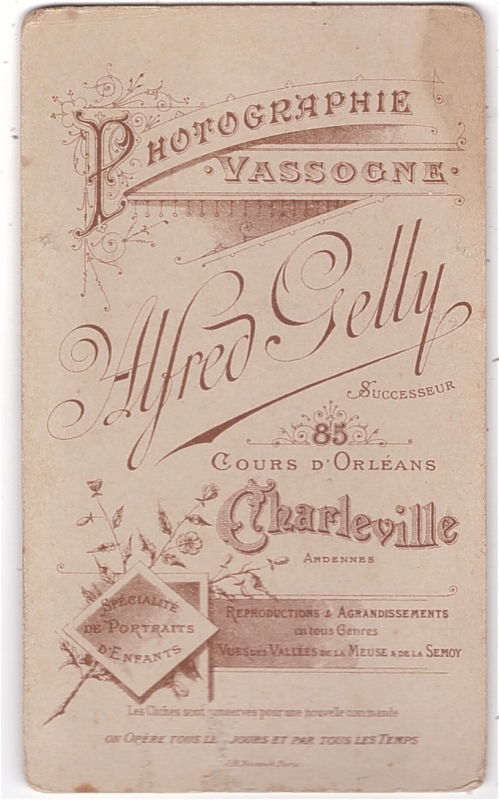 PHOTOGRAPHIE
· VASSOGNE ·
Alfred Gelly
SUCCESSEUR
85
COURS D'ORLÉANS
Charleville
ARDENNES
SPÉCIALITÉ
DE PORTRAITS
D'ENFANTS
REPRODUCTIONS & AGRANDISSEMENTS
en tous Genres
VUES DES VALLÉES DE LA MEUSE & DE LA SEMOY
Les Clichés sont conservés pour une nouvelle commande
ON OPÈRE TOUS LES JOURS ET PAR TOUS LES TEMPS
Paris